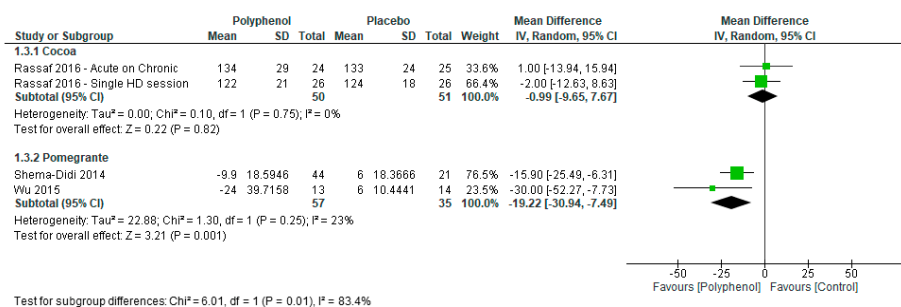 Polyphenol Placebo Mean Difference Mean Difference
Study or Subgroup Mean SD Total Mean SD Total Weight IV, Random, 95% CI IV, Random, 95% CI
1.3.1 Cocoa
Rassaf 2016 - Acute on Chronic 134 29 24 133 24 25 33.6% 1.00 [-13.94, 15.94]
Rassaf 2016 - Single HD session 122 21 26 124 18 26 66.4% -2.00 [-12.63, 8.63]
Subtotal (95% CI) 50 51 100.0% -0.99 [-9.65, 7.67]
Heterogeneity: Tau² = 0.00; Chi² = 0.10, df = 1 (P = 0.75); I² = 0%
Test for overall effect: Z = 0.22 (P = 0.82)
1.3.2 Pomegrante
Shema-Didi 2014 -9.9 18.5946 44 6 18.3666 21 76.5% -15.90 [-25.49, -6.31]
Wu 2015 -24 39.7158 13 6 10.4441 14 23.5% -30.00 [-52.27, -7.73]
Subtotal (95% CI) 57 35 100.0% -19.22 [-30.94, -7.49]
Heterogeneity: Tau² = 22.88; Chi² = 1.30, df = 1 (P = 0.25); I² = 23%
Test for overall effect: Z = 3.21 (P = 0.001)
-50 -25 0 25 50
Favours [Polyphenol] Favours [Control]
Test for subgroup differences: Chi² = 6.01, df = 1 (P = 0.01), I² = 83.4%